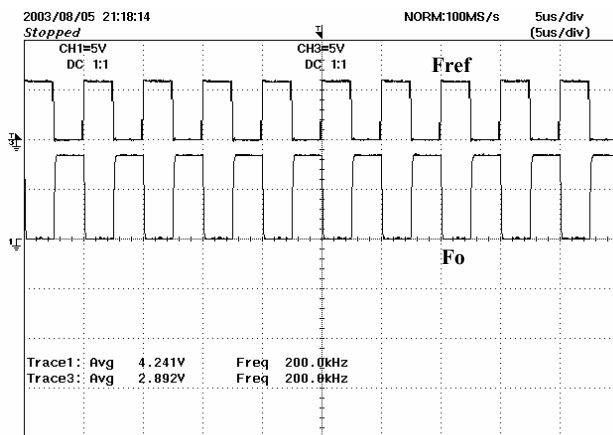 2003/08/05 21:18:14 NORM:100MS/s 5us/div
Stopped (5us/div)
CH1=5V CH3=5V
DC 1:1 DC 1:1
Fref
3
1
Fo
Trace1: Avg 4.241V Freq 200.0kHz
Trace3: Avg 2.892V Freq 200.0kHz